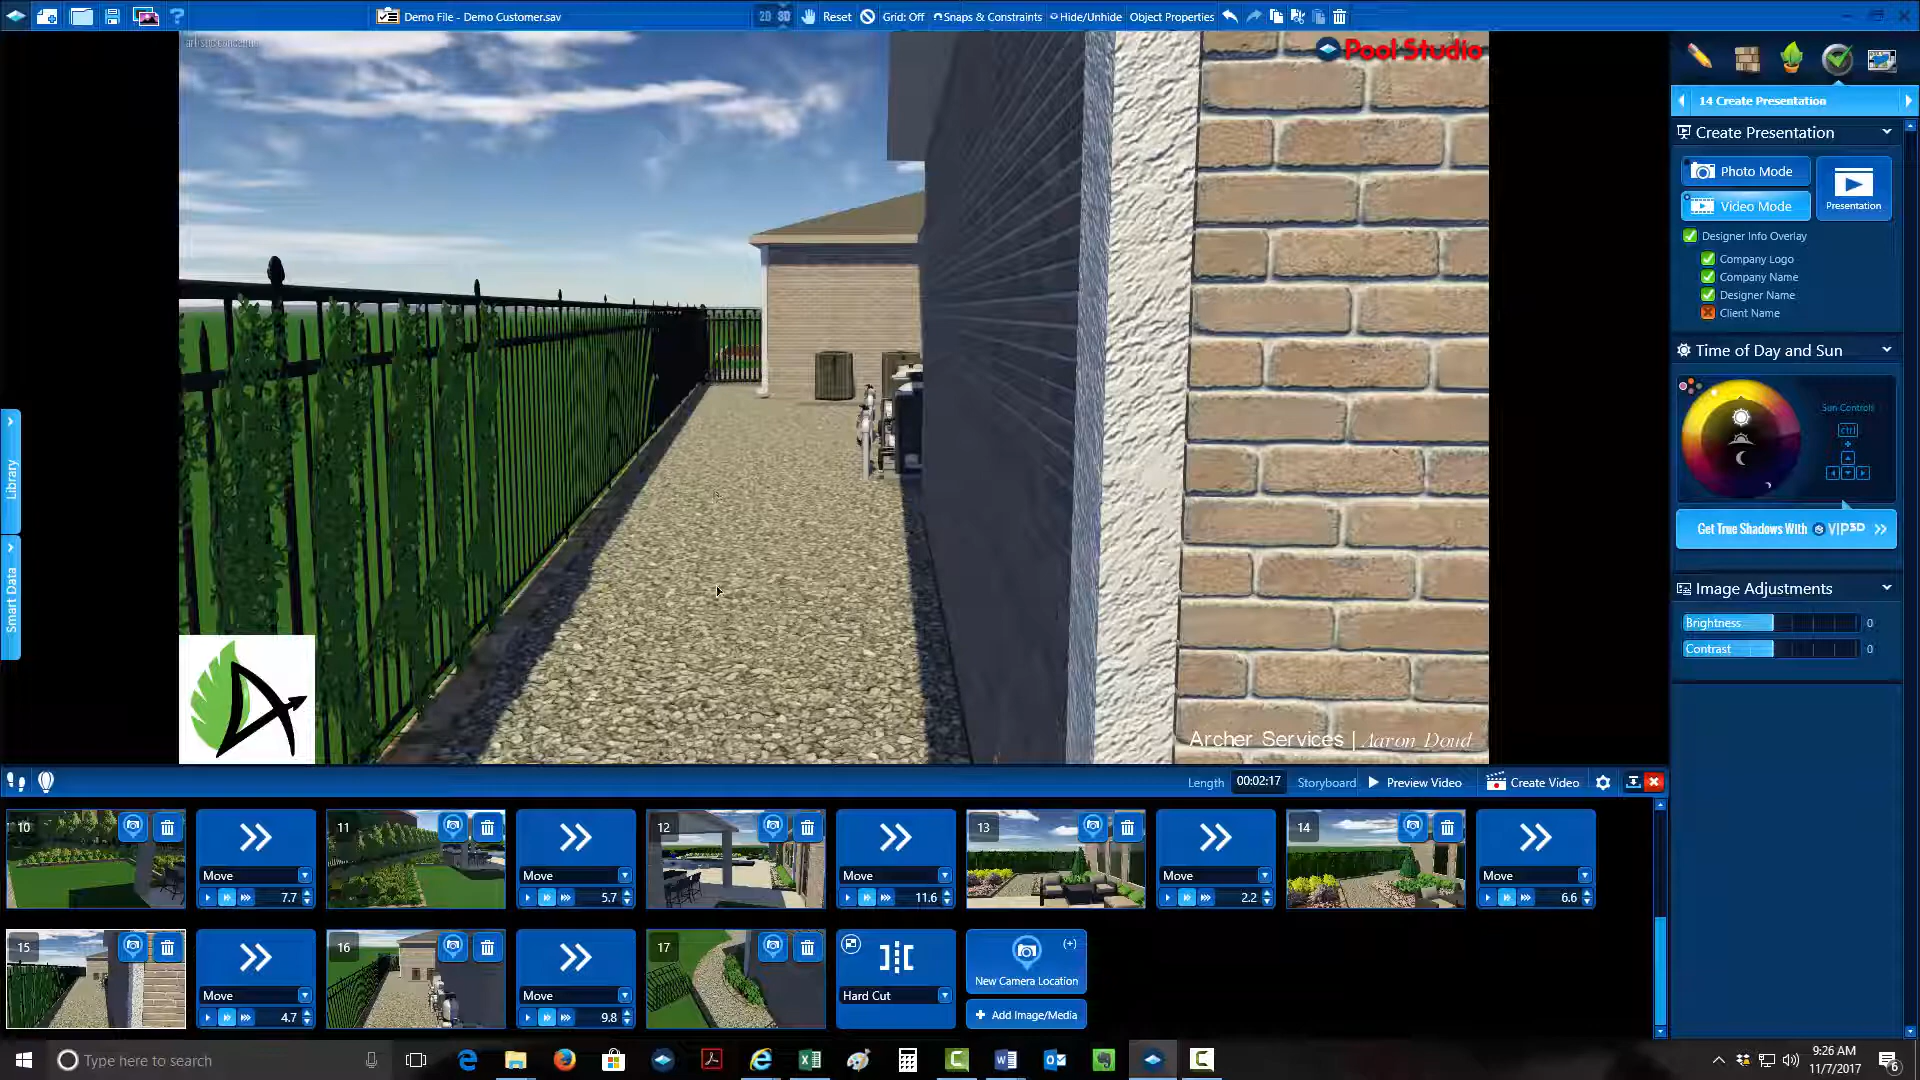 Demo File - Demo Customer.sav
2D 3D Reset Grid: Off Snaps & Constraints Hide/Unhide Object Properties
Pool Studio
14 Create Presentation
Create Presentation
Photo Mode
Video Mode
Presentation
Designer Info Overlay
Company Logo
Company Name
Designer Name
Client Name
Time of Day and Sun
Sun Controls
ctrl
+
Get True Shadows With VIP3D
Image Adjustments
Brightness 0
Contrast 0
Library
Smart Data
Archer Services | Aaron Doud
Length 00:02:17 Storyboard Preview Video Create Video
10 11 12 13 14
Move Move Move Move Move
7.7 5.7 11.6 2.2 6.6
15 16 17 (+)
New Camera Location
Move Move Hard Cut
4.7 9.8 + Add Image/Media
Type here to search
9:26 AM
11/7/2017
6